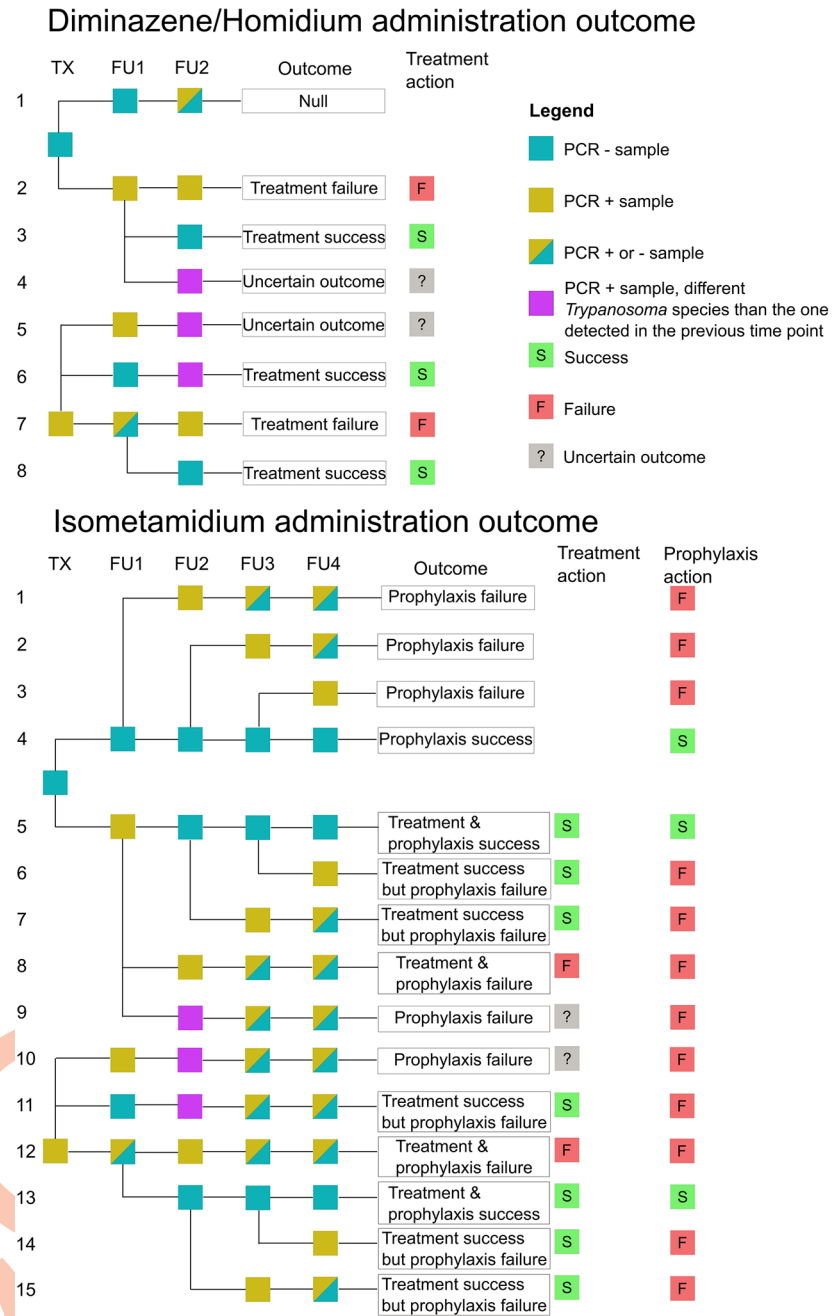 Diminazene/Homidium administration outcome
TX FU1 FU2 Outcome Treatment
action
1 Null
2 Treatment failure F
3 Treatment success S
4 Uncertain outcome ?
5 Uncertain outcome ?
6 Treatment success S
7 Treatment failure F
8 Treatment success S
Legend
PCR - sample
PCR + sample
PCR + or - sample
PCR + sample, different
Trypanosoma species than the one
detected in the previous time point
S Success
F Failure
? Uncertain outcome
Isometamidium administration outcome
TX FU1 FU2 FU3 FU4 Outcome Treatment Prophylaxis
action action
1 Prophylaxis failure F
2 Prophylaxis failure F
3 Prophylaxis failure F
4 Prophylaxis success S
5 Treatment & S S
prophylaxis success
6 Treatment success S F
but prophylaxis failure
7 Treatment success S F
but prophylaxis failure
8 Treatment & F F
prophylaxis failure
9 Prophylaxis failure ? F
10 Prophylaxis failure ? F
11 Treatment success S F
but prophylaxis failure
12 Treatment & F F
prophylaxis failure
13 Treatment & S S
prophylaxis success
14 Treatment success S F
but prophylaxis failure
15 Treatment success S F
but prophylaxis failure